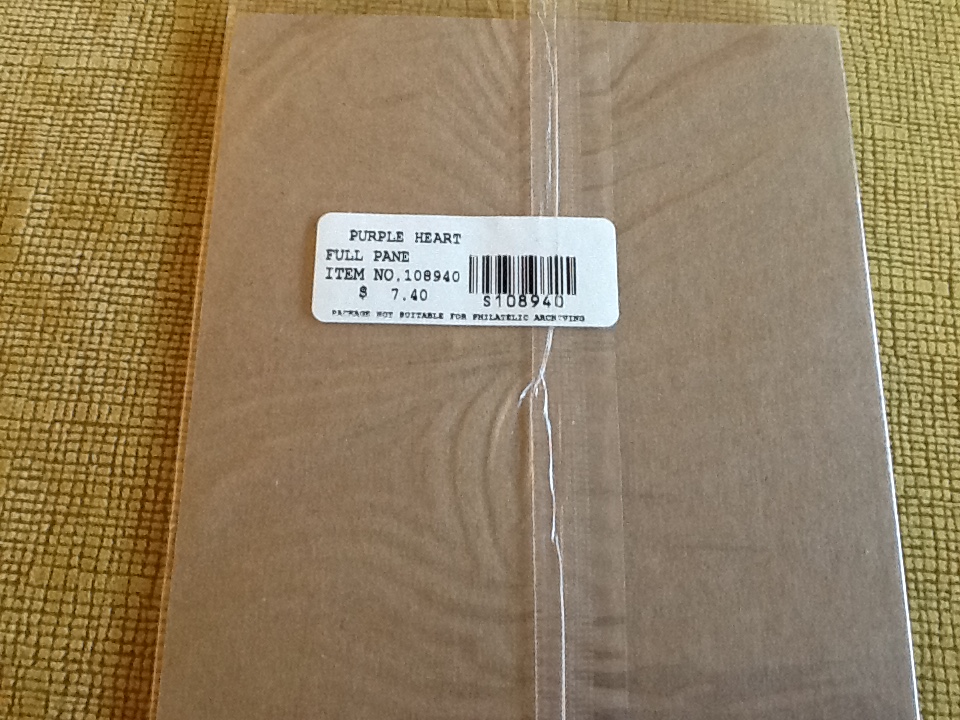 PURPLE HEART
FULL PANE
ITEM NO.108940
$ 7.40
S108940
PACKAGE NOT SUITABLE FOR PHILATELIC ARCHIVING